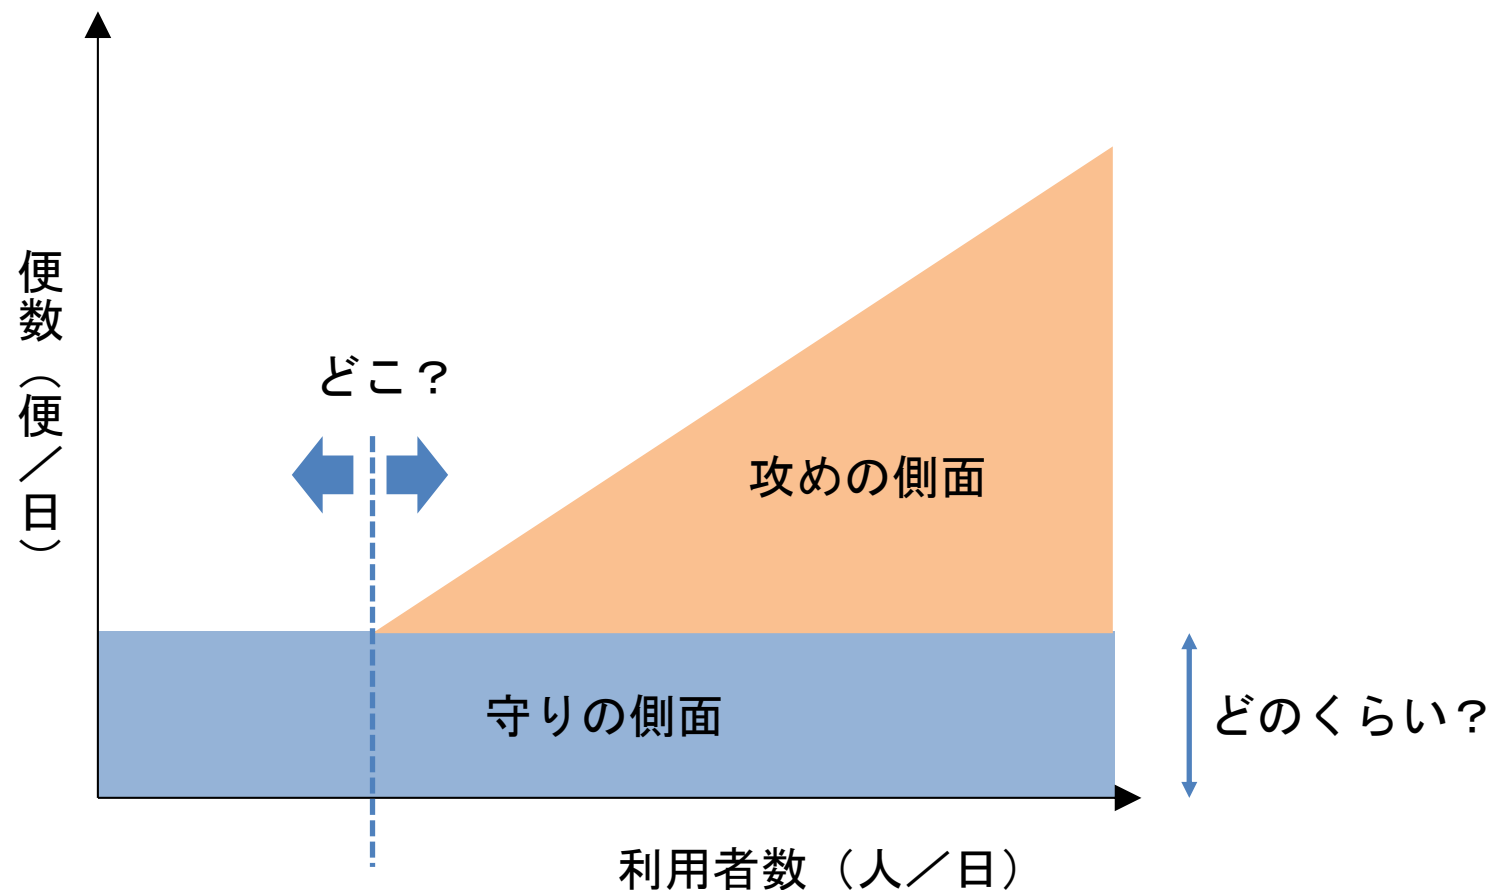 便数（便／日）
どこ？
攻めの側面
守りの側面
どのくらい？
利用者数（人／日）